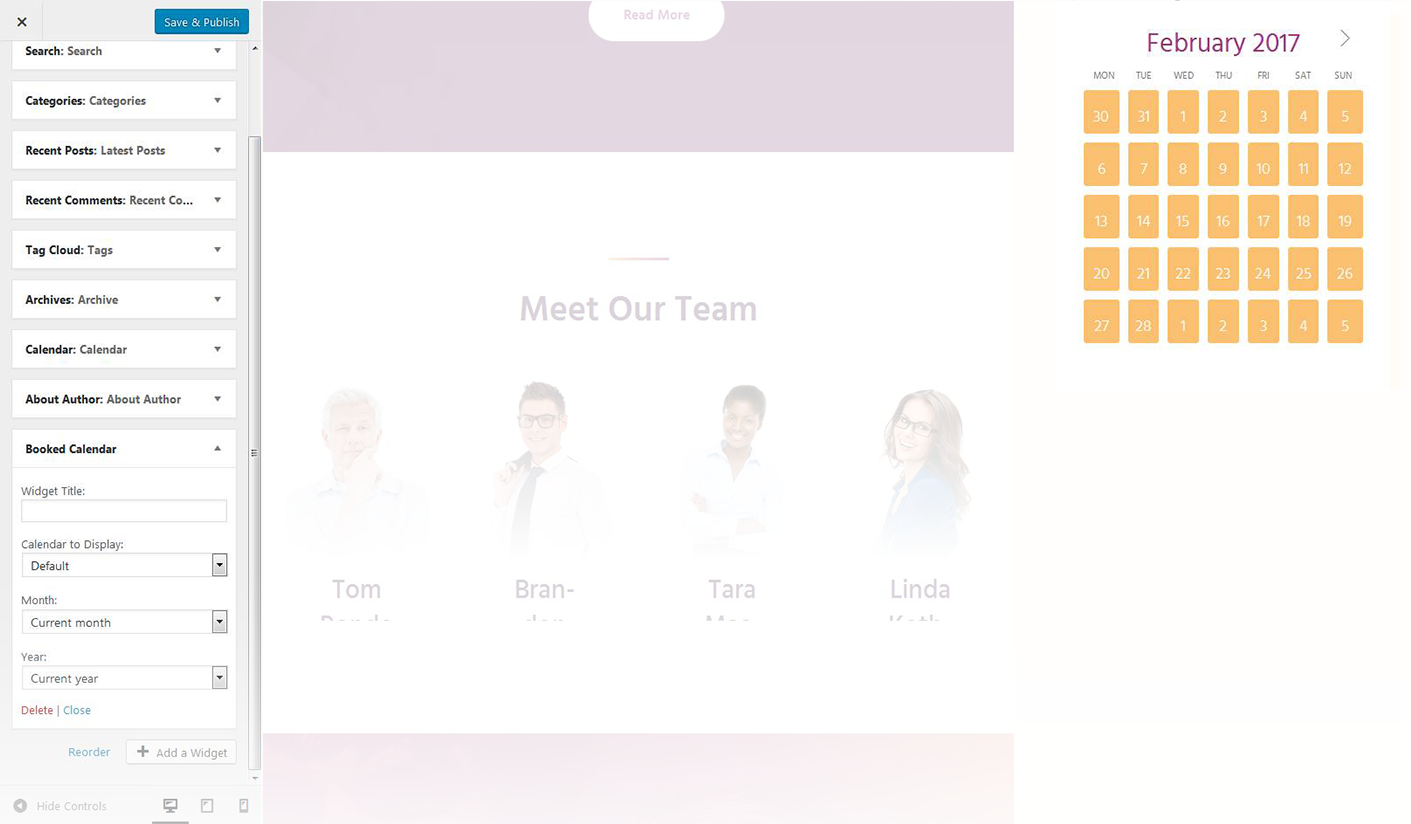 Save & Publish
Search: Search
Categories: Categories
Recent Posts: Latest Posts
Recent Comments: Recent Co...
Tag Cloud: Tags
Archives: Archive
Calendar: Calendar
About Author: About Author
Booked Calendar
Widget Title:
Calendar to Display:
Default
Month:
Current month
Year:
Current year
Delete | Close
Reorder
Add a Widget
Hide Controls
Read More
Meet Our Team
Tom
Bran-
Tara
Linda
February 2017
MON TUE WED THU FRI SAT SUN
30 31 1 2 3 4 5
6 7 8 9 10 11 12
13 14 15 16 17 18 19
20 21 22 23 24 25 26
27 28 1 2 3 4 5